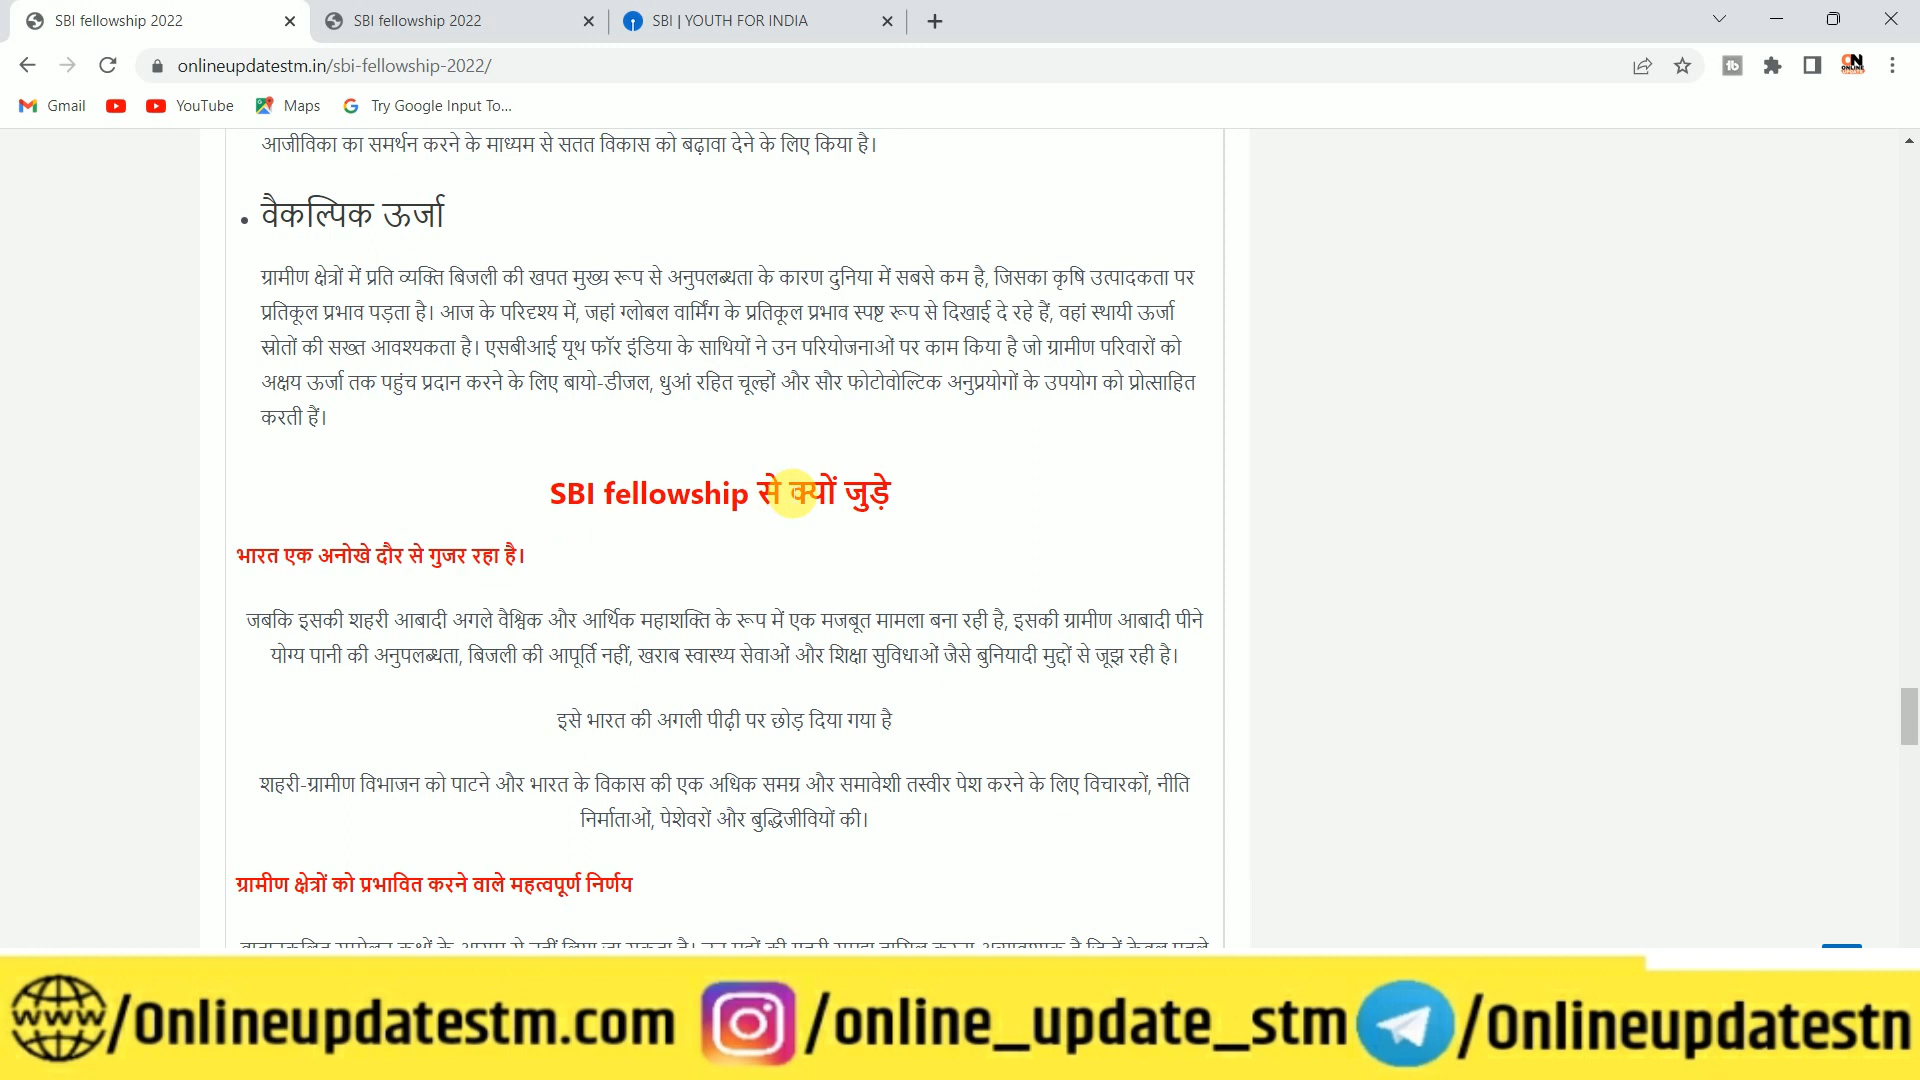 SBI fellowship 2022
SBI fellowship 2022
SBI | YOUTH FOR INDIA
onlineupdatestm.in/sbi-fellowship-2022/
Gmail
YouTube
Maps
Try Google Input To...
आजीविका का समर्थन करने के माध्यम से सतत विकास को बढ़ावा देने के लिए किया है।
• वैकल्पिक ऊर्जा
ग्रामीण क्षेत्रों में प्रति व्यक्ति बिजली की खपत मुख्य रूप से अनुपलब्धता के कारण दुनिया में सबसे कम है, जिसका कृषि उत्पादकता पर
प्रतिकूल प्रभाव पड़ता है। आज के परिदृश्य में, जहां ग्लोबल वार्मिंग के प्रतिकूल प्रभाव स्पष्ट रूप से दिखाई दे रहे हैं, वहां स्थायी ऊर्जा
स्रोतों की सख्त आवश्यकता है। एसबीआई यूथ फॉर इंडिया के साथियों ने उन परियोजनाओं पर काम किया है जो ग्रामीण परिवारों को
अक्षय ऊर्जा तक पहुंच प्रदान करने के लिए बायो-डीजल, धुआं रहित चूल्हों और सौर फोटोवोल्टिक अनुप्रयोगों के उपयोग को प्रोत्साहित
करती हैं।
SBI fellowship से क्यों जुड़े
भारत एक अनोखे दौर से गुजर रहा है।
जबकि इसकी शहरी आबादी अगले वैश्विक और आर्थिक महाशक्ति के रूप में एक मजबूत मामला बना रही है, इसकी ग्रामीण आबादी पीने
योग्य पानी की अनुपलब्धता, बिजली की आपूर्ति नहीं, खराब स्वास्थ्य सेवाओं और शिक्षा सुविधाओं जैसे बुनियादी मुद्दों से जूझ रही है।
इसे भारत की अगली पीढ़ी पर छोड़ दिया गया है
शहरी-ग्रामीण विभाजन को पाटने और भारत के विकास की एक अधिक समग्र और समावेशी तस्वीर पेश करने के लिए विचारकों, नीति
निर्माताओं, पेशेवरों और बुद्धिजीवियों की।
ग्रामीण क्षेत्रों को प्रभावित करने वाले महत्वपूर्ण निर्णय
www/Onlineupdatestm.com
/online_update_stm
/Onlineupdatestn